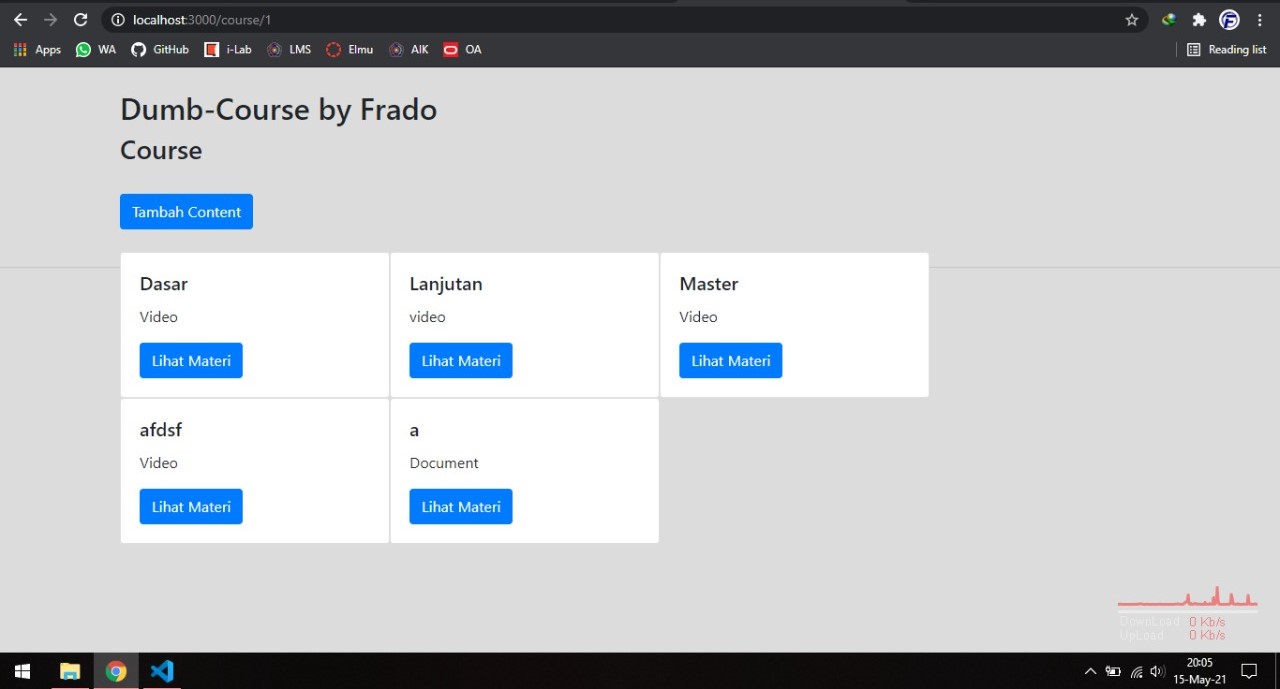 localhost:3000/course/1
Apps WA GitHub i-Lab LMS Elmu AIK OA Reading list
Dumb-Course by Frado
Course
Tambah Content
Dasar Lanjutan Master
Video video Video
Lihat Materi Lihat Materi Lihat Materi
afdsf a
Video Document
Lihat Materi Lihat Materi
DownLoad 0 Kb/s
UpLoad 0 Kb/s
20:05
15-May-21